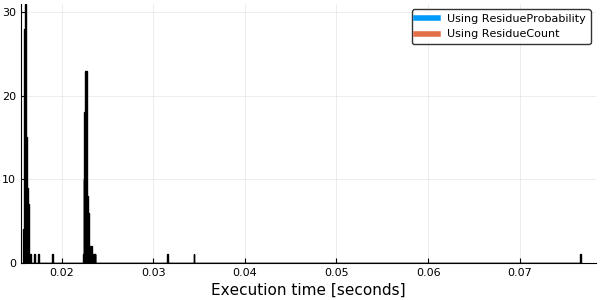 30
Using ResidueProbability
Using ResidueCount
20
10
0
0.02 0.03 0.04 0.05 0.06 0.07
Execution time [seconds]